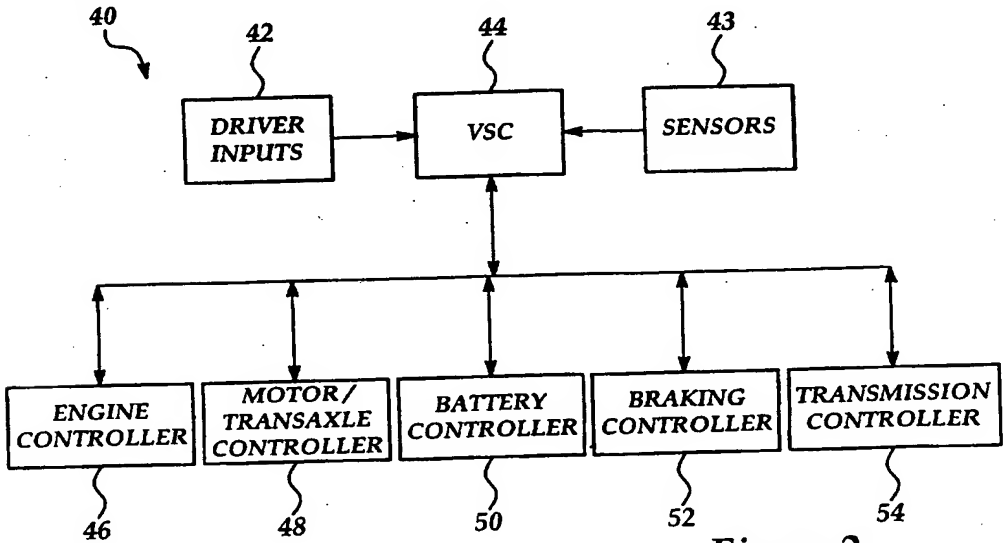 40
42
44
43
DRIVER
INPUTS
VSC
SENSORS
ENGINE
CONTROLLER
MOTOR/
TRANSAXLE
CONTROLLER
BATTERY
CONTROLLER
BRAKING
CONTROLLER
TRANSMISSION
CONTROLLER
46
48
50
52
54